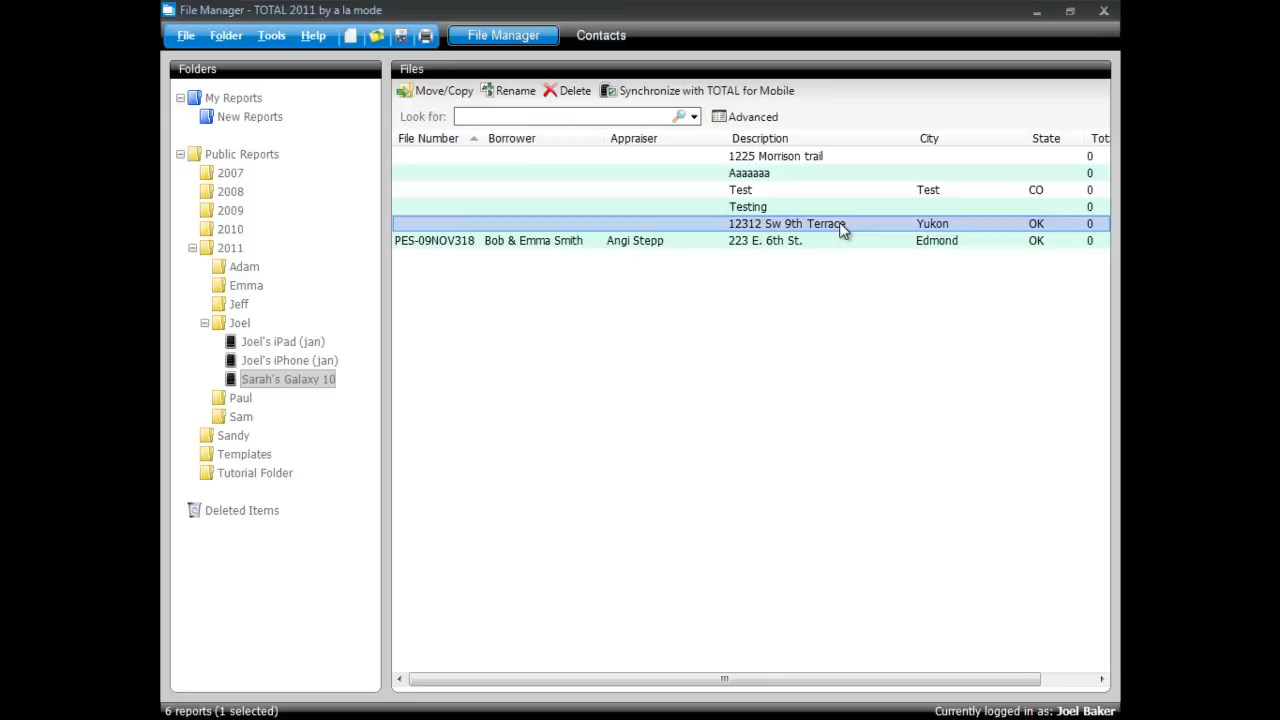 File Manager - TOTAL 2011 by a la mode
File Folder Tools Help File Manager Contacts
Folders
My Reports
New Reports
Public Reports
2007
2008
2009
2010
2011
Adam
Emma
Jeff
Joel
Joel's iPad (jan)
Joel's iPhone (jan)
Sarah's Galaxy 10
Paul
Sam
Sandy
Templates
Tutorial Folder
Deleted Items
Files
Move/Copy Rename Delete Synchronize with TOTAL for Mobile
Look for: Advanced
File Number Borrower Appraiser Description City State Tot
1225 Morrison trail 0
Aaaaaaa 0
Test Test CO 0
Testing 0
12312 Sw 9th Terrace Yukon OK 0
PES-09NOV318 Bob & Emma Smith Angi Stepp 223 E. 6th St. Edmond OK 0
6 reports (1 selected) Currently logged in as: Joel Baker